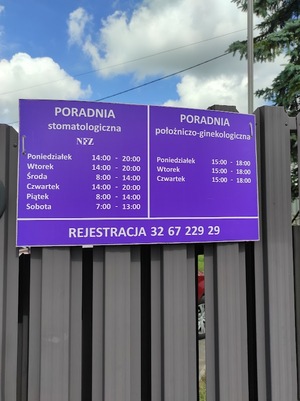 PORADNIA
stomatologiczna
NFZ
Poniedziałek 14:00 - 20:00
Wtorek 14:00 - 20:00
Środa 8:00 - 14:00
Czwartek 14:00 - 20:00
Piątek 8:00 - 14:00
Sobota 7:00 - 13:00
PORADNIA
położniczo-ginekologiczna
Poniedziałek 15:00 - 18:00
Wtorek 15:00 - 18:00
Czwartek 15:00 - 18:00
REJESTRACJA 32 67 229 29